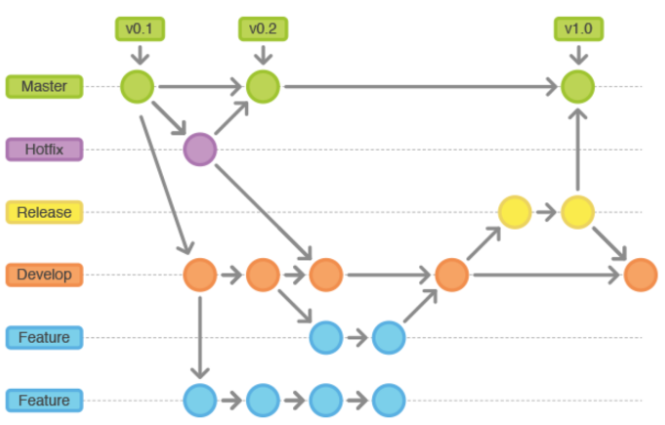 v0.1
v0.2
v1.0
Master
Hotfix
Release
Develop
Feature
Feature